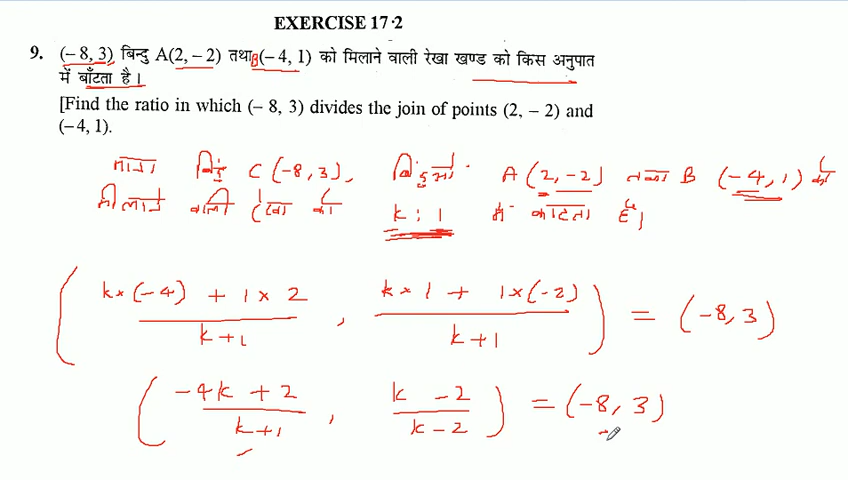 EXERCISE 17·2
9. (– 8, 3) बिन्दु A(2, – 2) तथा B(– 4, 1) को मिलाने वाली रेखा खण्ड को किस अनुपात
में बाँटता है।
[Find the ratio in which (– 8, 3) divides the join of points (2, – 2) and
(–4, 1).
माना बिंदु C (-8, 3), बिंदुओं A (2, -2) तथा B (-4, 1) को
मीलाने वाली रेखा को k : 1 में काटता है।
( k × (-4) + 1 × 2 / k+1 , k × 1 + 1 × (-2) / k+1 ) = (-8, 3)
( -4k + 2 / k+1 , k - 2 / k - 2 ) = (-8, 3)